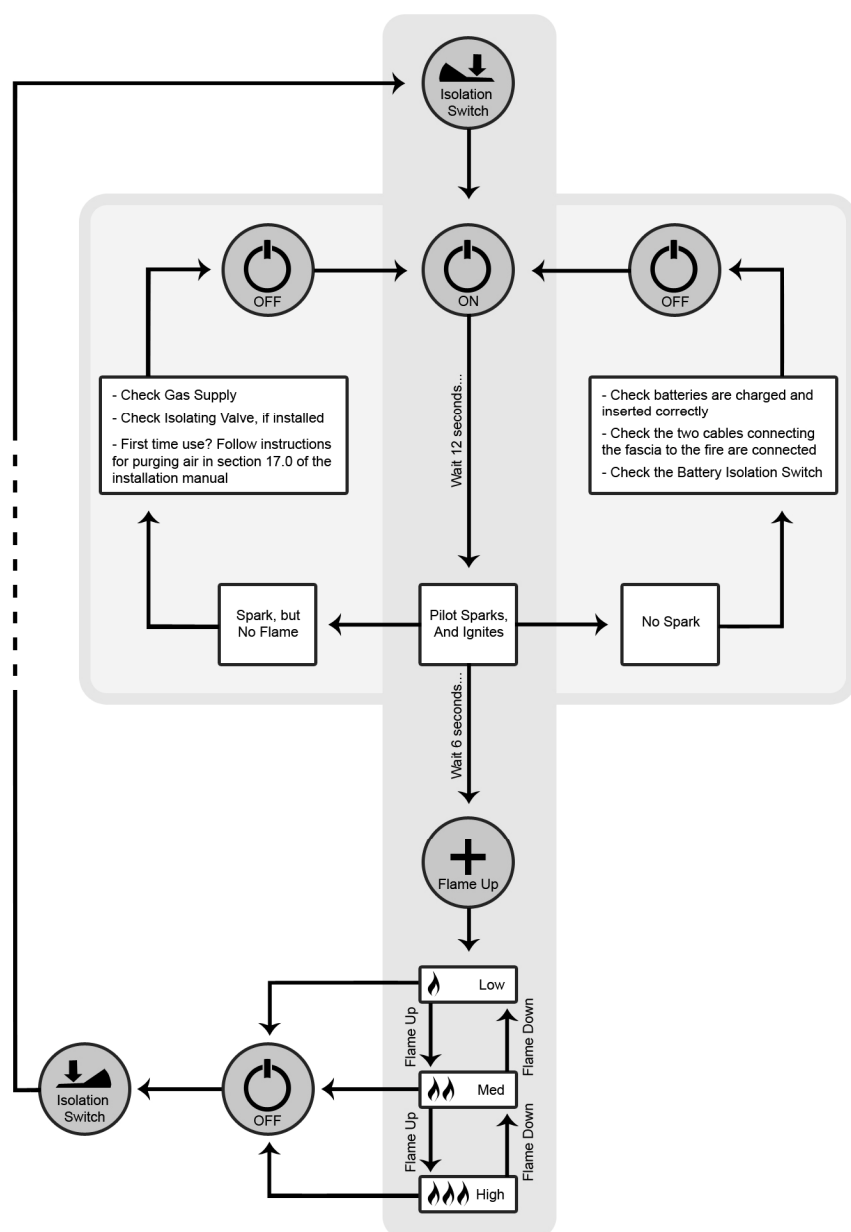 Isolation
Switch
OFF
ON
OFF
- Check Gas Supply
- Check Isolating Valve, if installed
- First time use? Follow instructions
for purging air in section 17.0 of the
installation manual
Wait 12 seconds...
- Check batteries are charged and
inserted correctly
- Check the two cables connecting
the fascia to the fire are connected
- Check the Battery Isolation Switch
Spark, but
No Flame
Pilot Sparks,
And Ignites
No Spark
Wait 6 seconds...
Flame Up
Low
Flame Up
Flame Down
Isolation
Switch
OFF
Med
Flame Up
Flame Down
High